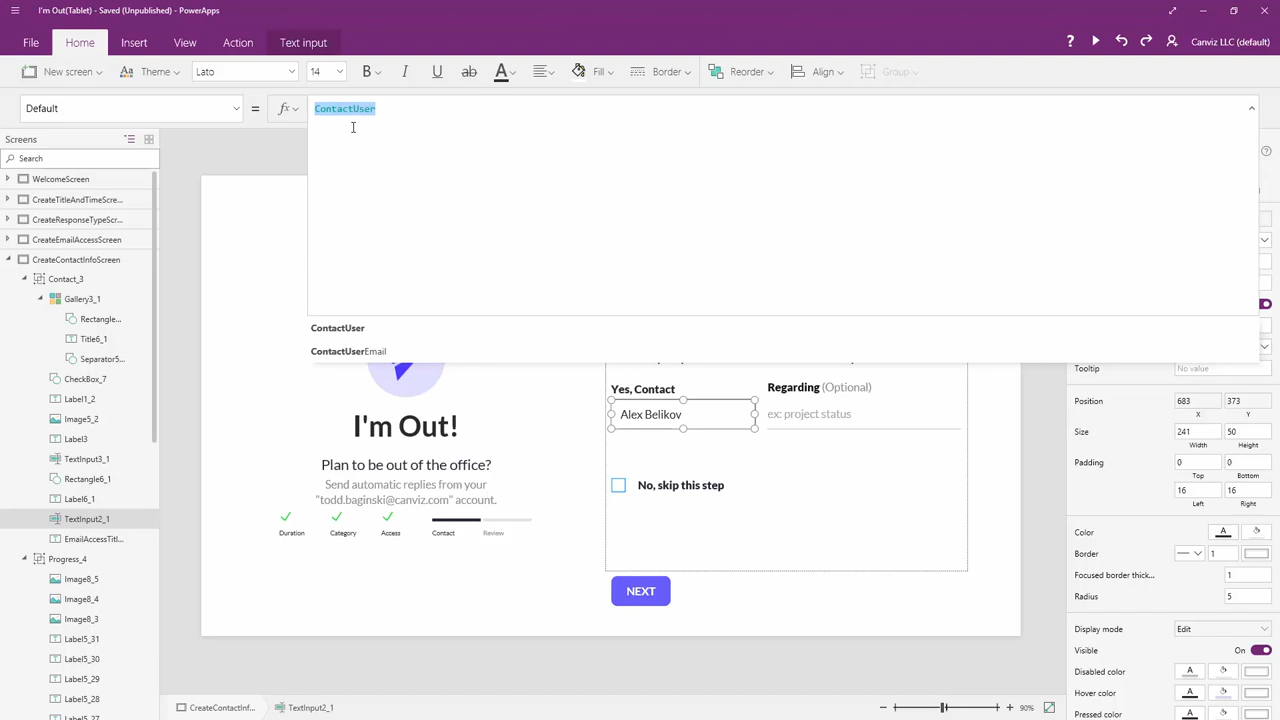 I'm Out(Tablet) - Saved (Unpublished) - PowerApps
File Home Insert View Action Text input
? Canviz LLC (default)
New screen Theme Lato 14 B I U ab A Fill Border Reorder Align Group
Default = fx ContactUser
Screens
Search
WelcomeScreen
CreateTitleAndTimeScre...
CreateResponseTypeScr...
CreateEmailAccessScreen
CreateContactInfoScreen
Contact_3
Gallery3_1
Rectangle...
Title6_1
Separator5...
CheckBox_7
Label1_2
Image5_2
Label3
TextInput3_1
Rectangle6_1
Label6_1
TextInput2_1
EmailAccessTitl...
Progress_4
Image8_5
Image8_4
Image8_3
Label5_31
Label5_30
Label5_29
Label5_28
Label5_27
ContactUser
ContactUserEmail
I'm Out!
Plan to be out of the office?
Send automatic replies from your
"todd.baginski@canviz.com" account.
Duration Category Access Contact Review
Yes, Contact Regarding (Optional)
Alex Belikov ex: project status
No, skip this step
NEXT
Tooltip No value
Position 683 373
X Y
Size 241 50
Width Height
Padding 0 0
Top Bottom
16 16
Left Right
Color A
Border 1
Focused border thick... 1
Radius 5
Display mode Edit
Visible On
Disabled color A
Hover color A
Pressed color A
CreateContactInf... TextInput2_1 90%